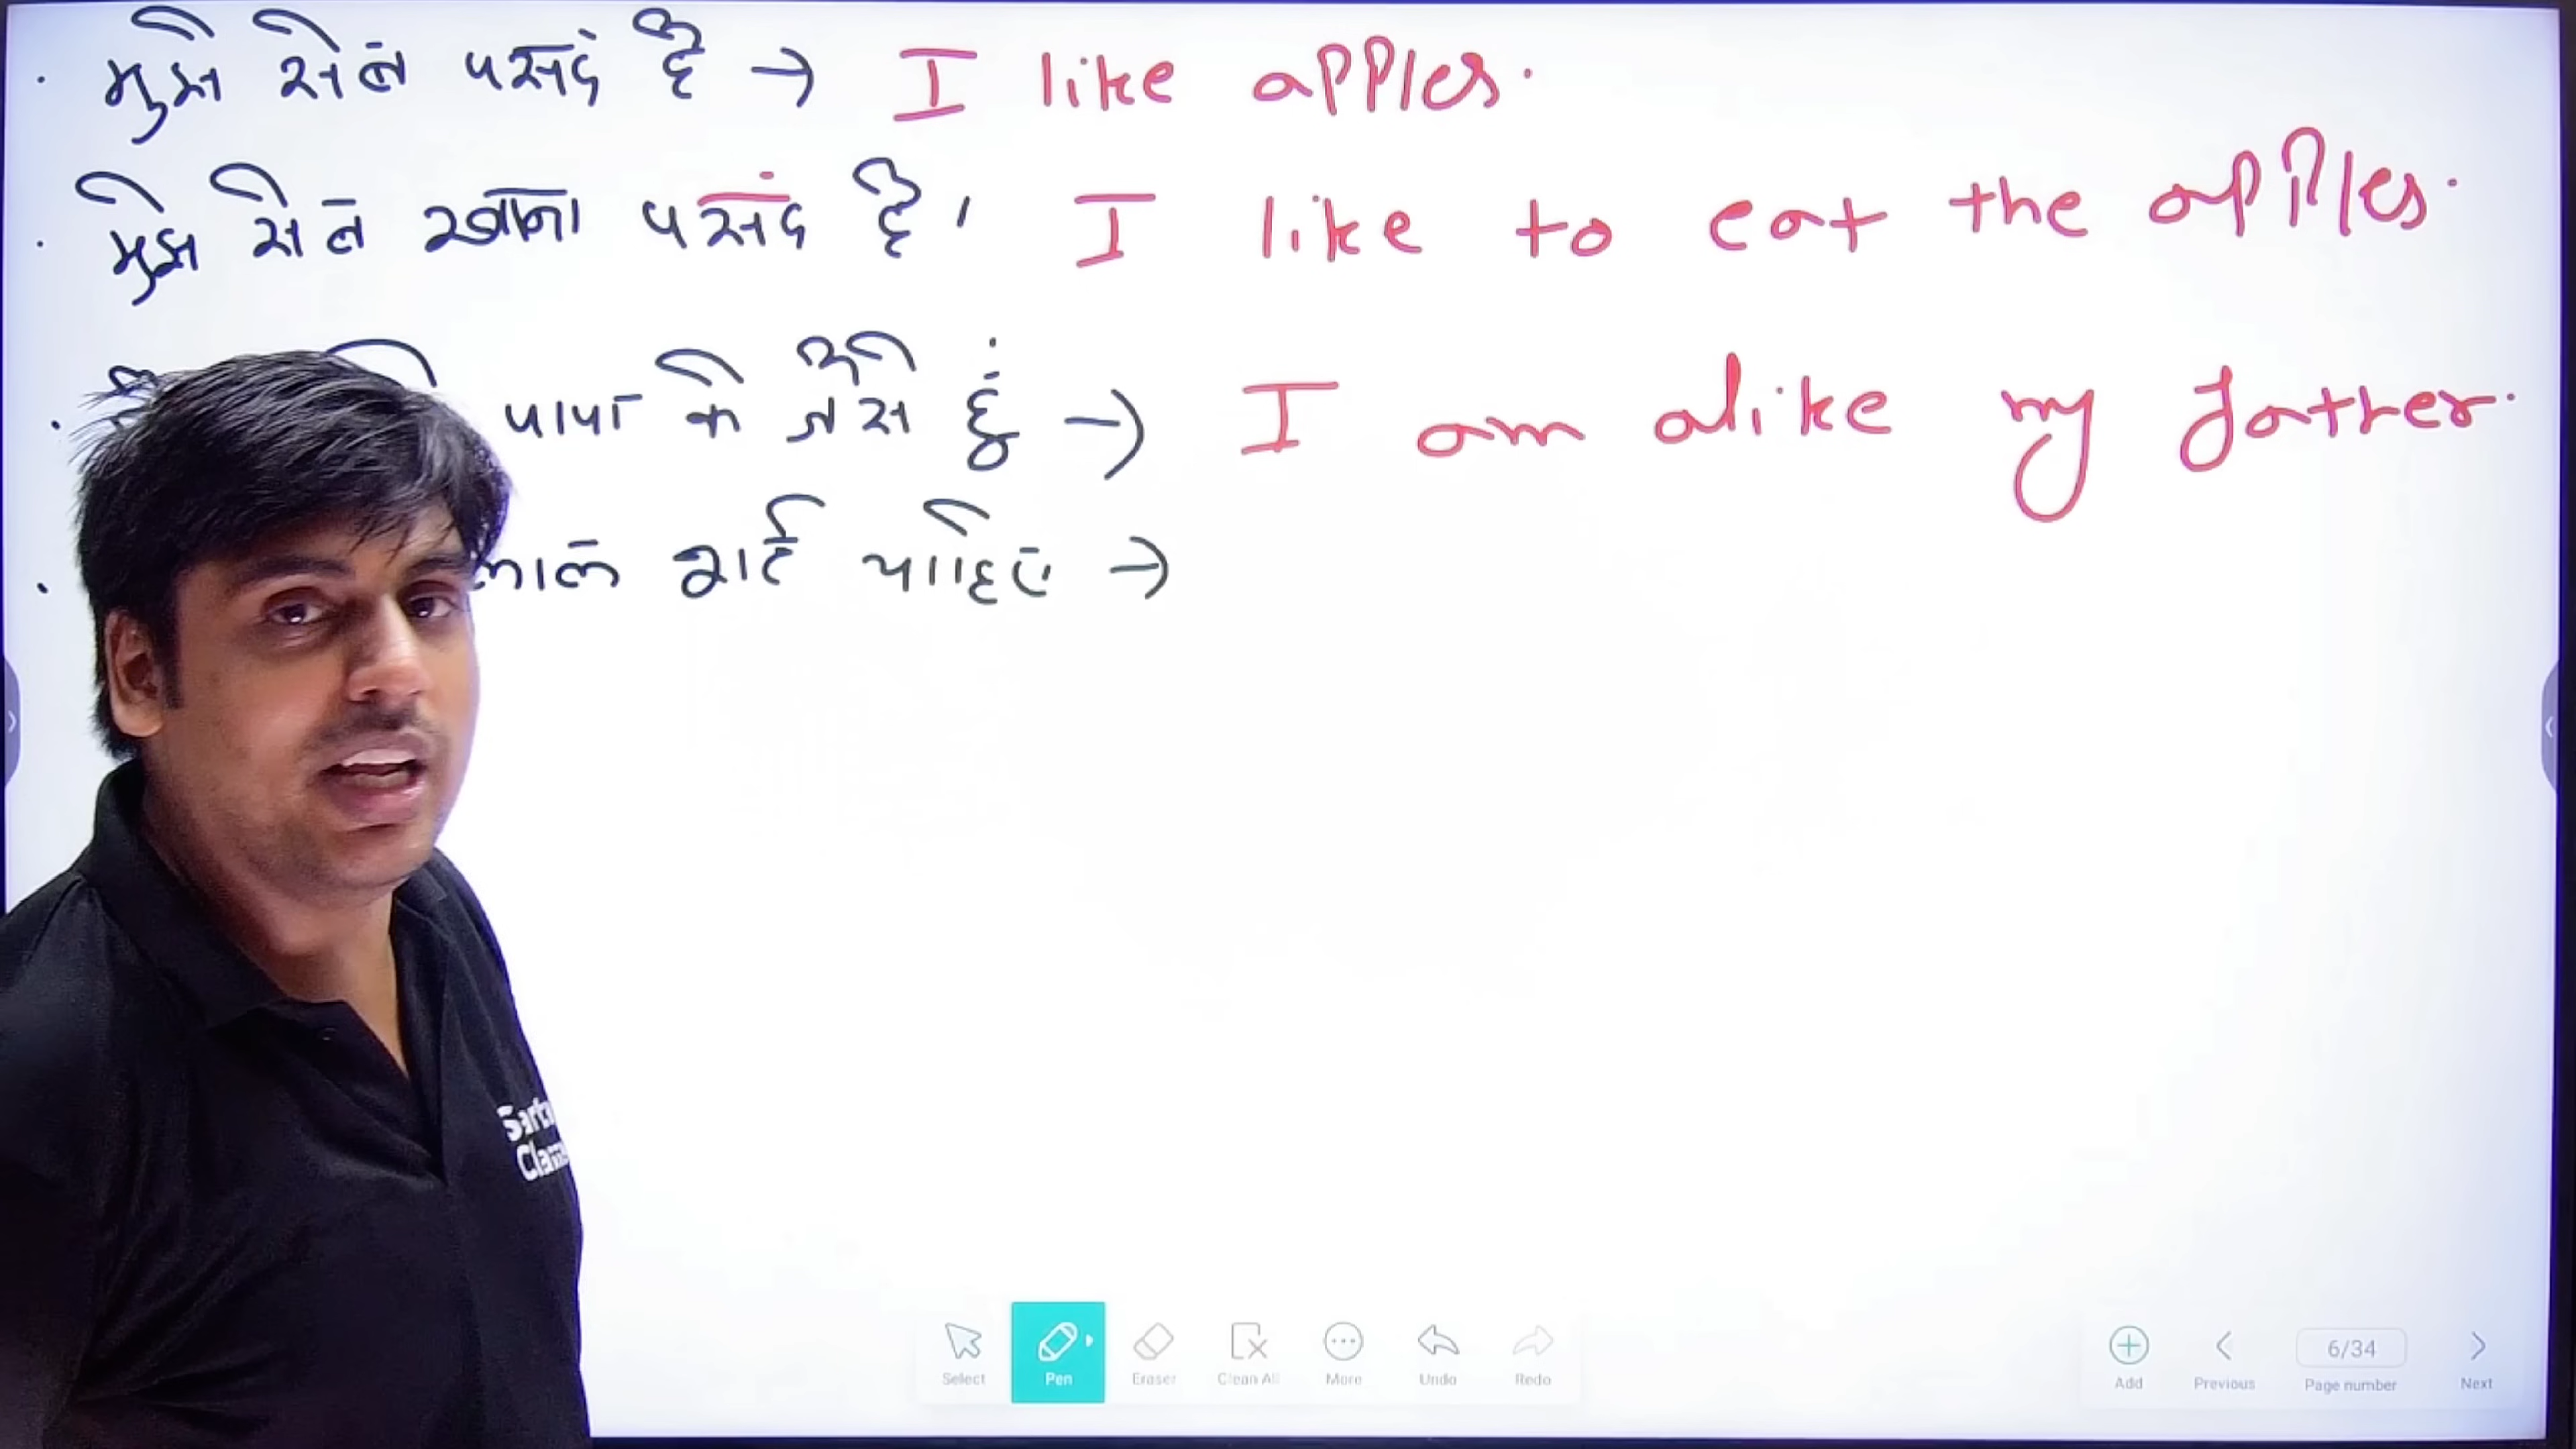 · मुझे सेब पसंद है → I like apples.
· मुझे सेब खाना पसंद है। I like to eat the apples.
· पापा के जैसे हूं → I am alike my father.
· लाल शर्ट चाहिए →
Select Pen Eraser Clean All More Undo Redo
Add Previous 6/34 Page number Next